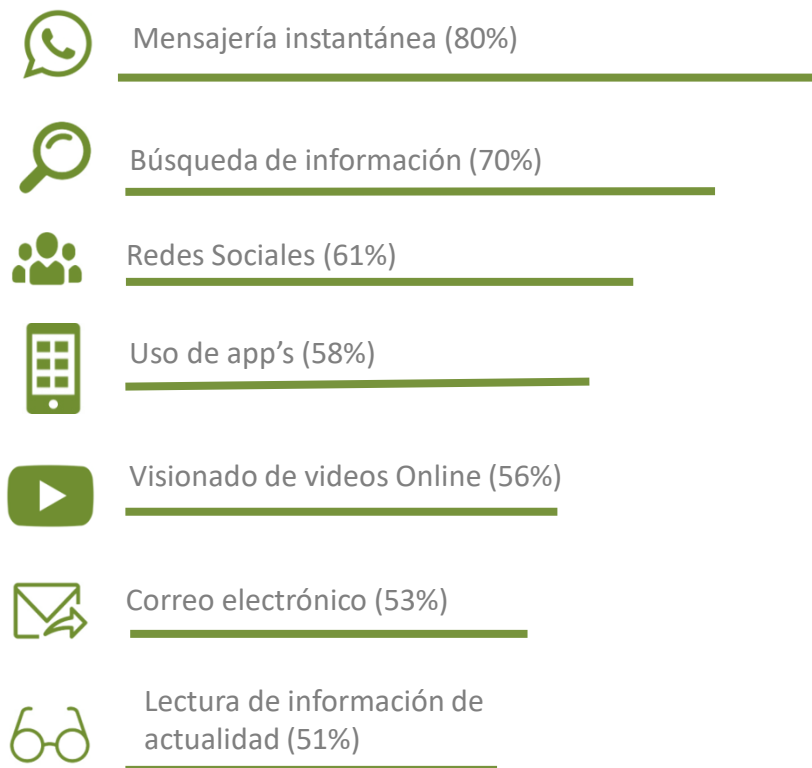 Mensajería instantánea (80%)
Búsqueda de información (70%)
Redes Sociales (61%)
Uso de app’s (58%)
Visionado de videos Online (56%)
Correo electrónico (53%)
Lectura de información de
actualidad (51%)